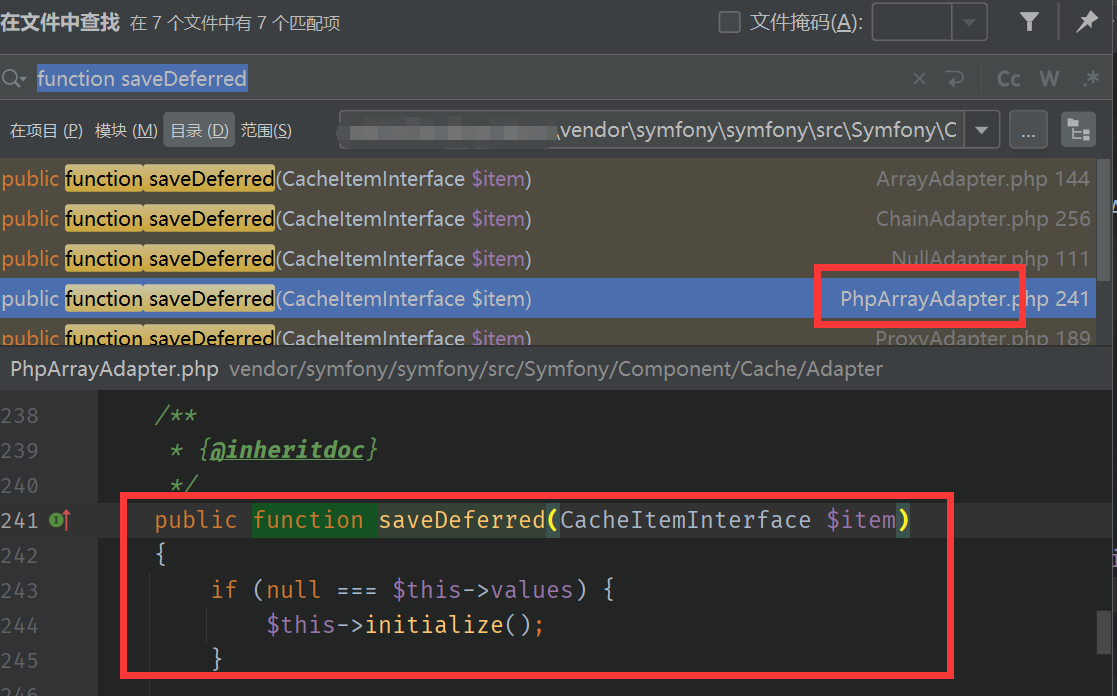 在文件中查找 在 7 个文件中有 7 个匹配项 文件掩码(A):
function saveDeferred Cc W .*
在项目 (P) 模块 (M) 目录 (D) 范围(S) \vendor\symfony\symfony\src\Symfony\C ...
public function saveDeferred(CacheItemInterface $item) ArrayAdapter.php 144
public function saveDeferred(CacheItemInterface $item) ChainAdapter.php 256
public function saveDeferred(CacheItemInterface $item) NullAdapter.php 111
public function saveDeferred(CacheItemInterface $item) PhpArrayAdapter.php 241
public function saveDeferred(CacheItemInterface $item) ProxyAdapter.php 189
PhpArrayAdapter.php vendor/symfony/symfony/src/Symfony/Component/Cache/Adapter
238 /**
239 * {@inheritdoc}
240 */
241 public function saveDeferred(CacheItemInterface $item)
242 {
243 if (null === $this->values) {
244 $this->initialize();
245 }
246